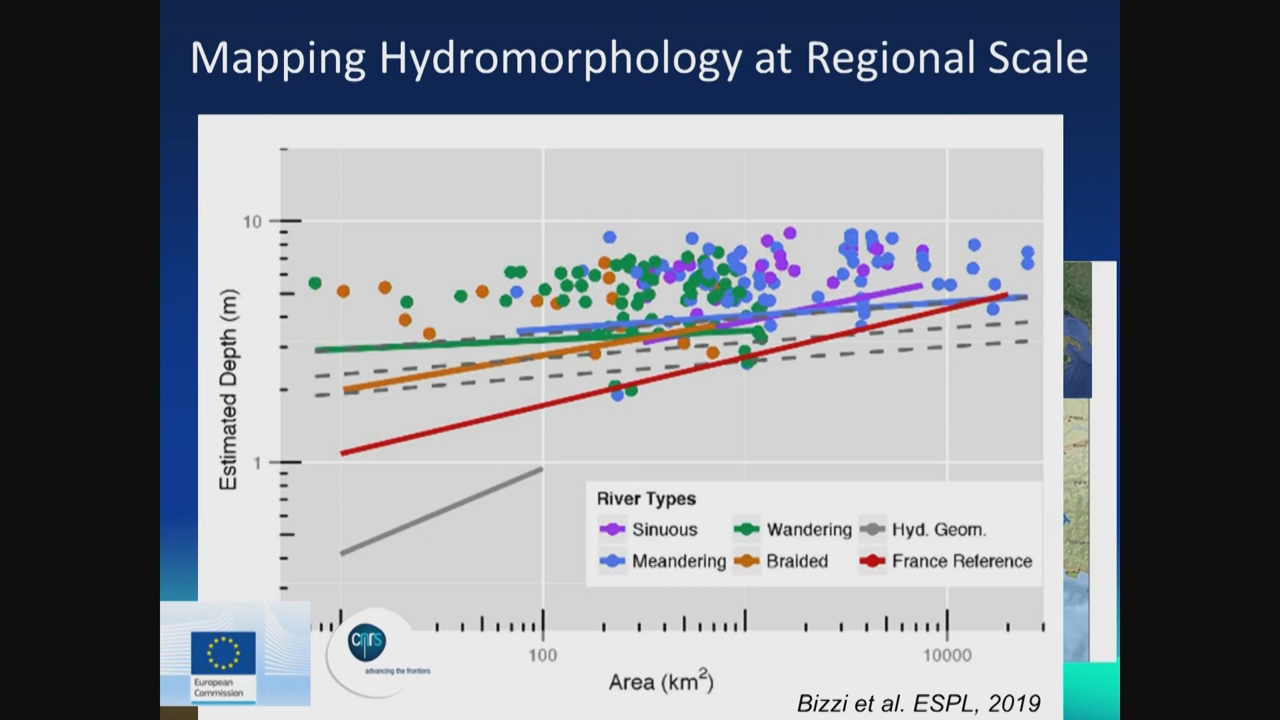 Mapping Hydromorphology at Regional Scale
10
1
Estimated Depth (m)
River Types
Sinuous
Wandering
Hyd. Geom.
Meandering
Braided
France Reference
100
10000
Area (km²)
cnrs
advancing the frontiers
European
Commission
Bizzi et al. ESPL, 2019